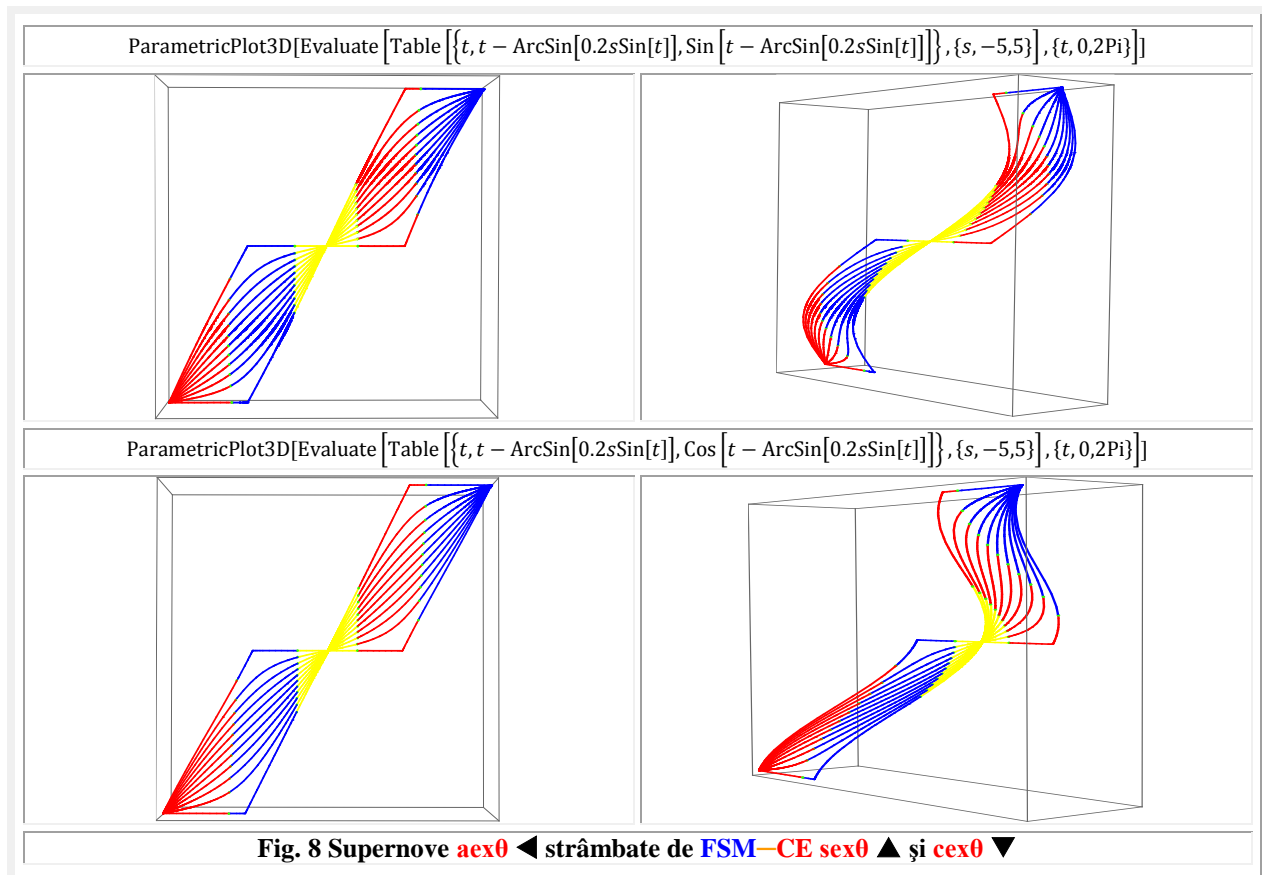 ParametricPlot3D[Evaluate [Table [{t, t − ArcSin[0.2sSin[t]], Sin [t − ArcSin[0.2sSin[t]]]} , {s, −5,5}] , {t, 0,2Pi}]]
ParametricPlot3D[Evaluate [Table [{t, t − ArcSin[0.2sSin[t]], Cos [t − ArcSin[0.2sSin[t]]]} , {s, −5,5}] , {t, 0,2Pi}]]
Fig. 8 Supernove aexθ ◄ strâmbate de FSM—CE sexθ ▲ şi cexθ ▼